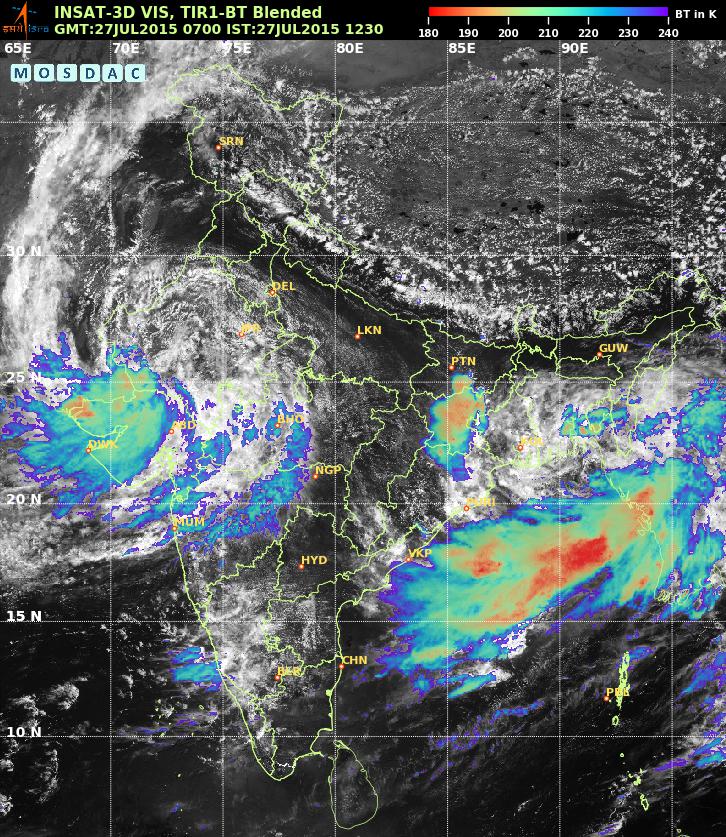 INSAT-3D VIS, TIR1-BT Blended
GMT:27JUL2015 0700 IST:27JUL2015 1230
BT in K
180 190 200 210 220 230 240
65E 70E 75E 80E 85E 90E
MOSDAC
SRN
30 N
DEL
LKN
GUW
PTN
25
BHO
DWK
NGP
20 N
PURI
MUM
VKP
HYD
15 N
CHN
10 N